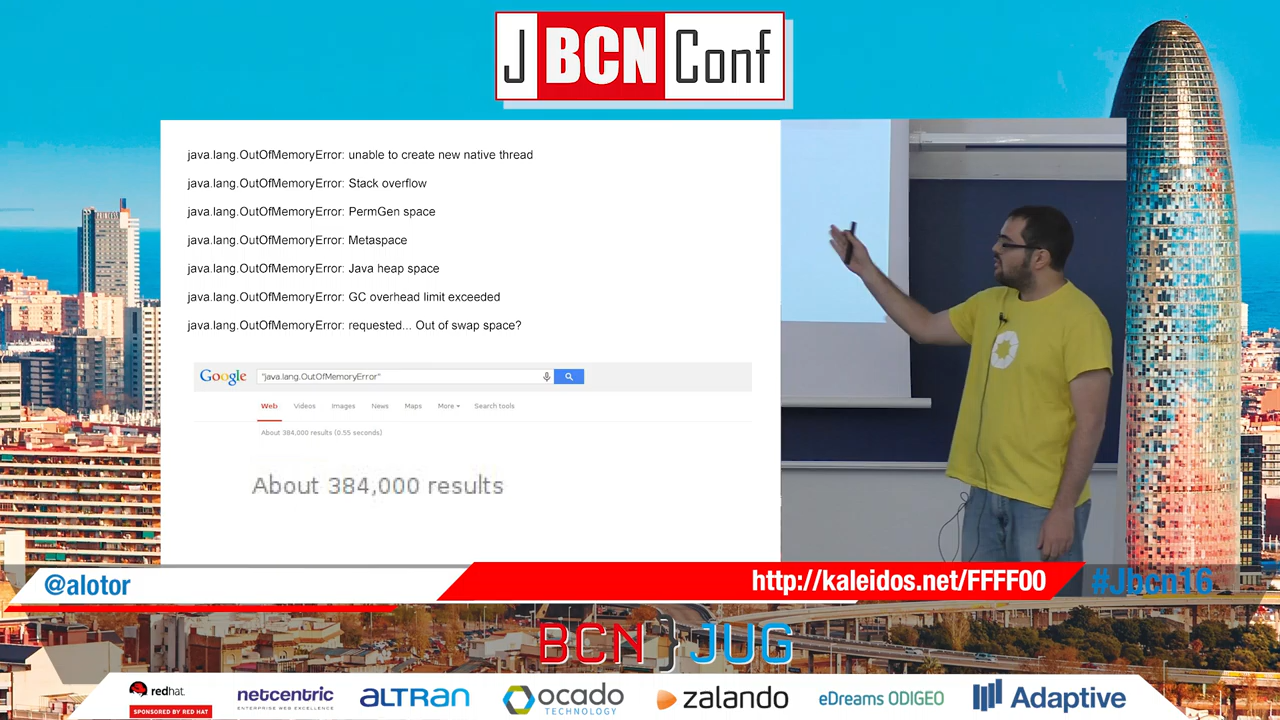 J BCN Conf
java.lang.OutOfMemoryError: unable to create new native thread
java.lang.OutOfMemoryError: Stack overflow
java.lang.OutOfMemoryError: PermGen space
java.lang.OutOfMemoryError: Metaspace
java.lang.OutOfMemoryError: Java heap space
java.lang.OutOfMemoryError: GC overhead limit exceeded
java.lang.OutOfMemoryError: requested... Out of swap space?
Google "java.lang.OutOfMemoryError"
Web Videos Images News Maps More Search tools
About 384,000 results (0.55 seconds)
About 384,000 results
@alotor http://kaleidos.net/FFFF00 #Jbcn16
BCN JUG
redhat.
SPONSORED BY RED HAT
netcentric
ENTERPRISE WEB EXCELLENCE
ALTRAN
ocado
TECHNOLOGY
zalando
eDreams ODIGEO
Adaptive